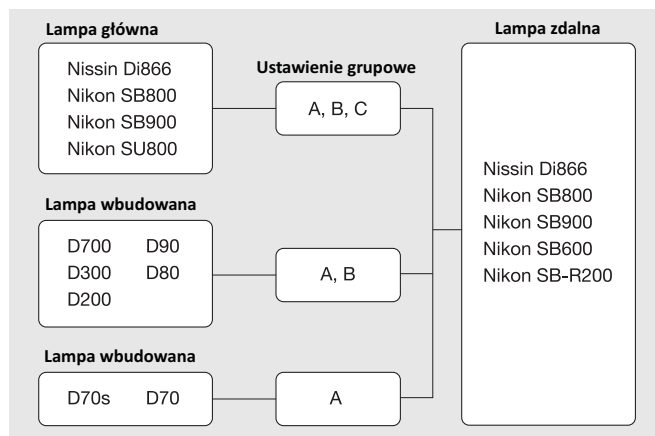 Lampa główna
Nissin Di866
Nikon SB800
Nikon SB900
Nikon SU800
Ustawienie grupowe
A, B, C
Lampa wbudowana
D700 D90
D300 D80
D200
A, B
Lampa wbudowana
D70s D70
A
Lampa zdalna
Nissin Di866
Nikon SB800
Nikon SB900
Nikon SB600
Nikon SB-R200